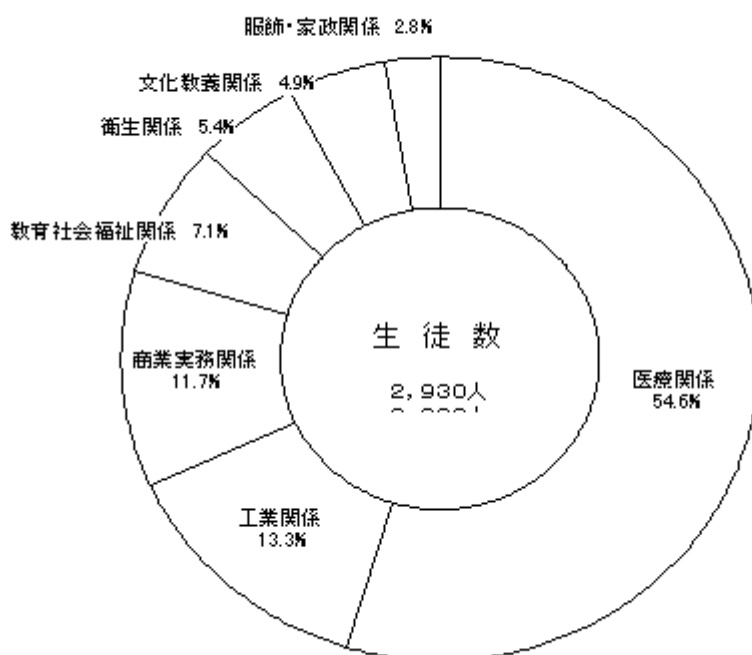 服飾・家政関係 2.8%
文化教養関係 4.9%
衛生関係 5.4%
教育社会福祉関係 7.1%
商業実務関係
11.7%
工業関係
13.3%
医療関係
54.6%
生徒数
2,930人